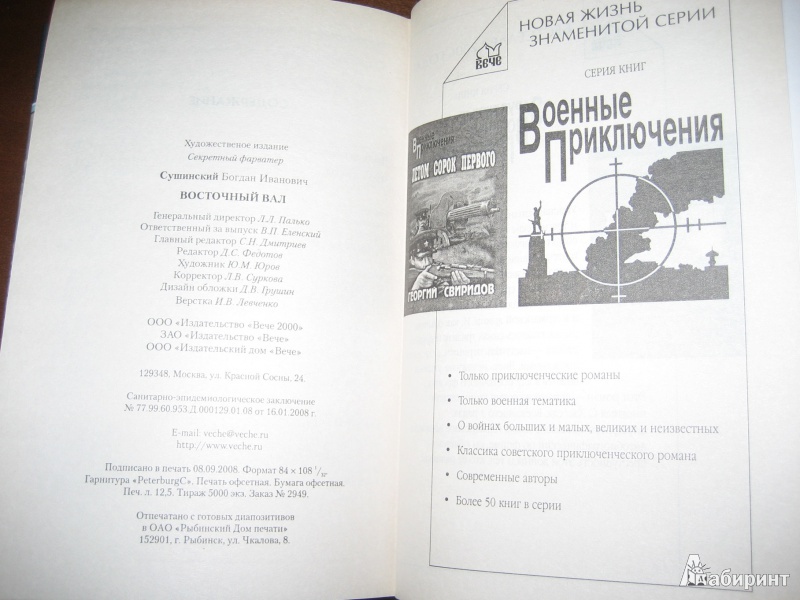 Художественное издание
Секретный фарватер
Сушинский Богдан Иванович
ВОСТОЧНЫЙ ВАЛ
Генеральный директор Л.Л. Палько
Ответственный за выпуск В.П. Еленский
Главный редактор С.Н. Дмитриев
Редактор Д.С. Федотов
Художник Ю.М. Юров
Корректор Л.В. Суркова
Дизайн обложки Д.В. Грушин
Верстка И.В. Левченко
ООО «Издательство «Вече 2000»
ЗАО «Издательство «Вече»
ООО «Издательский дом «Вече»
129348, Москва, ул. Красной Сосны, 24.
Санитарно-эпидемиологическое заключение
№ 77.99.60.953.Д.000129.01.08 от 16.01.2008 г.
E-mail: veche@veche.ru
http://www.veche.ru
Подписано в печать 08.09.2008. Формат 84 × 108 1/32.
Гарнитура «PeterburgC». Печать офсетная. Бумага офсетная.
Печ. л. 12,5. Тираж 5000 экз. Заказ № 2949.
Отпечатано с готовых диапозитивов
в ОАО «Рыбинский Дом печати»
152901, г. Рыбинск, ул. Чкалова, 8.
ВЕЧЕ
НОВАЯ ЖИЗНЬ
ЗНАМЕНИТОЙ СЕРИИ
СЕРИЯ КНИГ
Военные
Приключения
Военные
Приключения
ЛЕТОМ СОРОК ПЕРВОГО
ГЕОРГИЙ СВИРИДОВ
• Только приключенческие романы
• Только военная тематика
• О войнах больших и малых, великих и неизвестных
• Классика советского приключенческого романа
• Современные авторы
• Более 50 книг в серии
Лабиринт